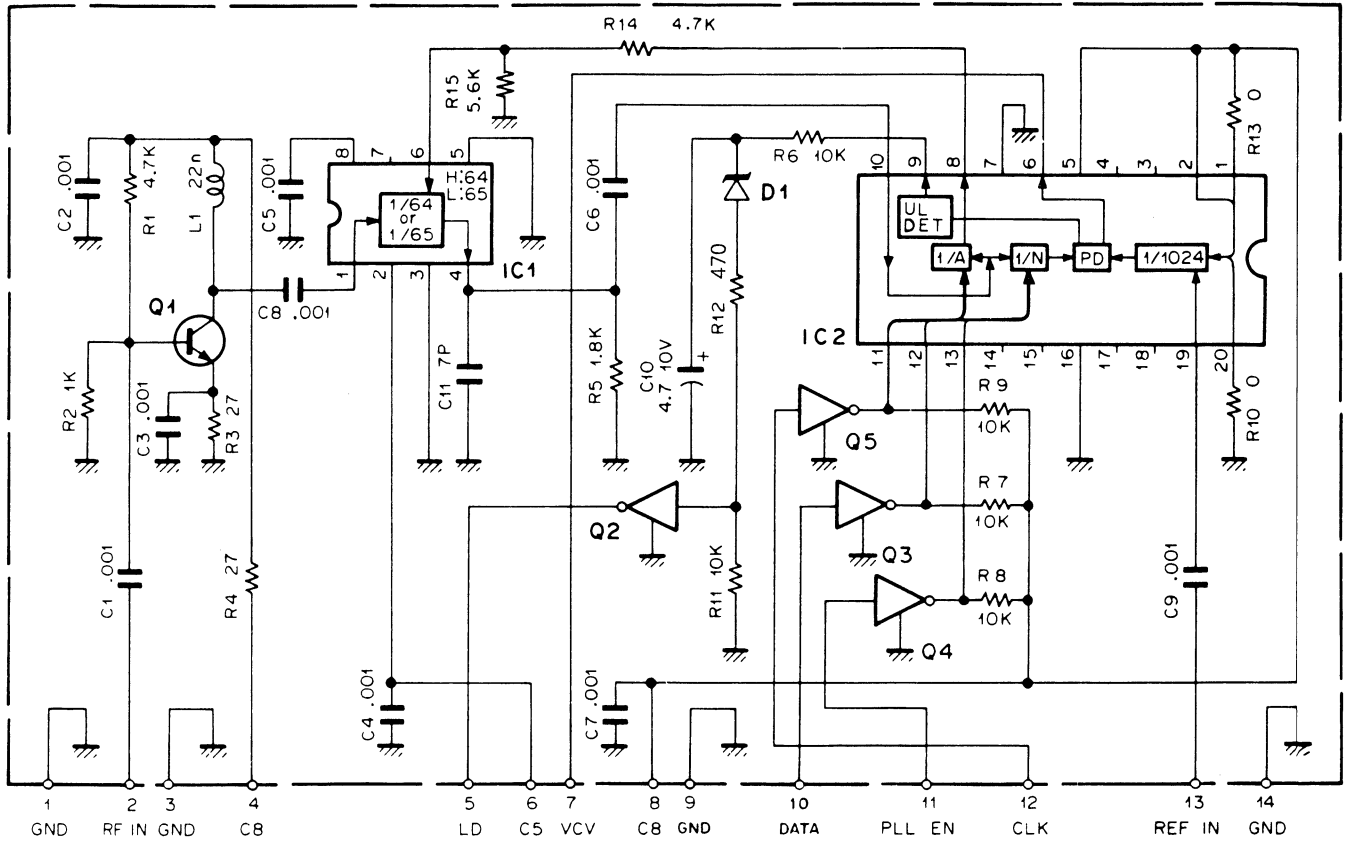 R14 4.7K
R15 5.6K
C2 .001
R1 4.7K
L1 22n
C5 .001
8 7 6 5
H:64
L:65
1/64
or
1/65
1 2 3 4
IC1
C6 .001
R6 10K
D1
R12 470
10 9 8 7 6 5 4 3 2 1
R13 0
UL
DET
1/A
1/N
PD
1/1024
IC2
11 12 13 14 15 16 17 18 19 20
Q1
C8 .001
R2 1K
C3 .001
R3 27
C11 7P
R5 1.8K
C10
4.7 10V
+
R9
10K
Q5
R10 0
Q2
R7
10K
Q3
C1 .001
R4 27
R11 10K
R8
10K
Q4
C9 .001
C4 .001
C7 .001
1 2 3 4 5 6 7 8 9 10 11 12 13 14
GND RF IN GND C8 LD C5 VCV C8 GND DATA PLL EN CLK REF IN GND